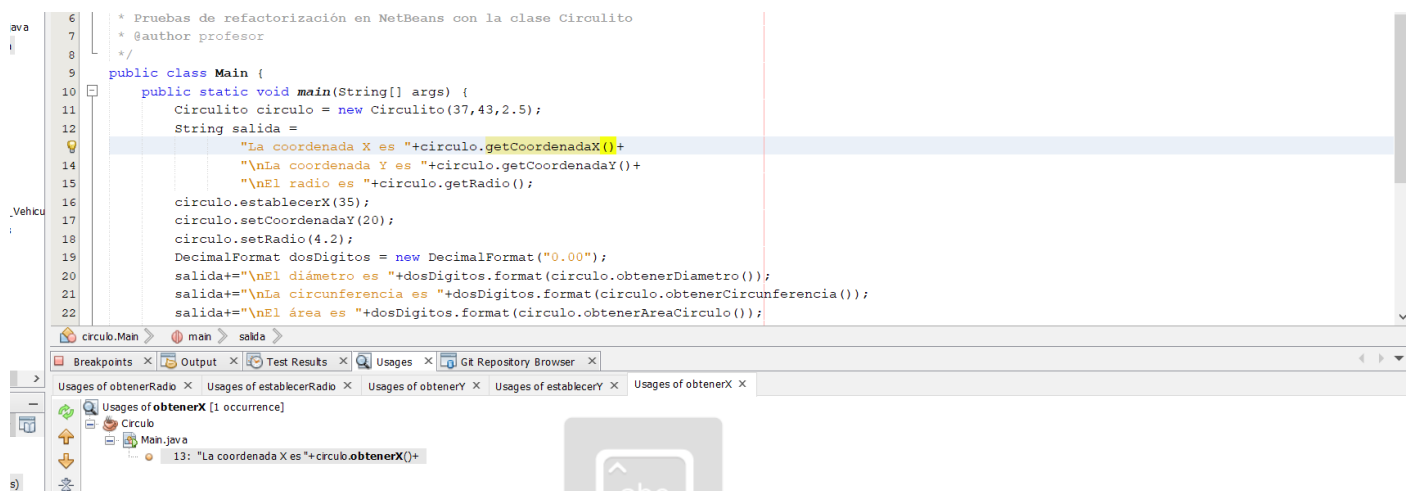 java
6 * Pruebas de refactorización en NetBeans con la clase Circulito
7 * @author profesor
8 */
9 public class Main {
10 public static void main(String[] args) {
11 Circulito circulo = new Circulito(37,43,2.5);
12 String salida =
"La coordenada X es "+circulo.getCoordenadaX()+
14 "\nLa coordenada Y es "+circulo.getCoordenadaY()+
15 "\nEl radio es "+circulo.getRadio();
_Vehicu
16 circulo.establecerX(35);
17 circulo.setCoordenadaY(20);
18 circulo.setRadio(4.2);
19 DecimalFormat dosDigitos = new DecimalFormat("0.00");
20 salida+="\nEl diámetro es "+dosDigitos.format(circulo.obtenerDiametro());
21 salida+="\nLa circunferencia es "+dosDigitos.format(circulo.obtenerCircunferencia());
22 salida+="\nEl área es "+dosDigitos.format(circulo.obtenerAreaCirculo());
circulo.Main main salida
Breakpoints Output Test Results Usages Git Repository Browser
Usages of obtenerRadio Usages of establecerRadio Usages of obtenerY Usages of establecerY Usages of obtenerX
Usages of obtenerX [1 occurrence]
Circulo
Main.java
13: "La coordenada X es "+circulo.obtenerX()+
s)